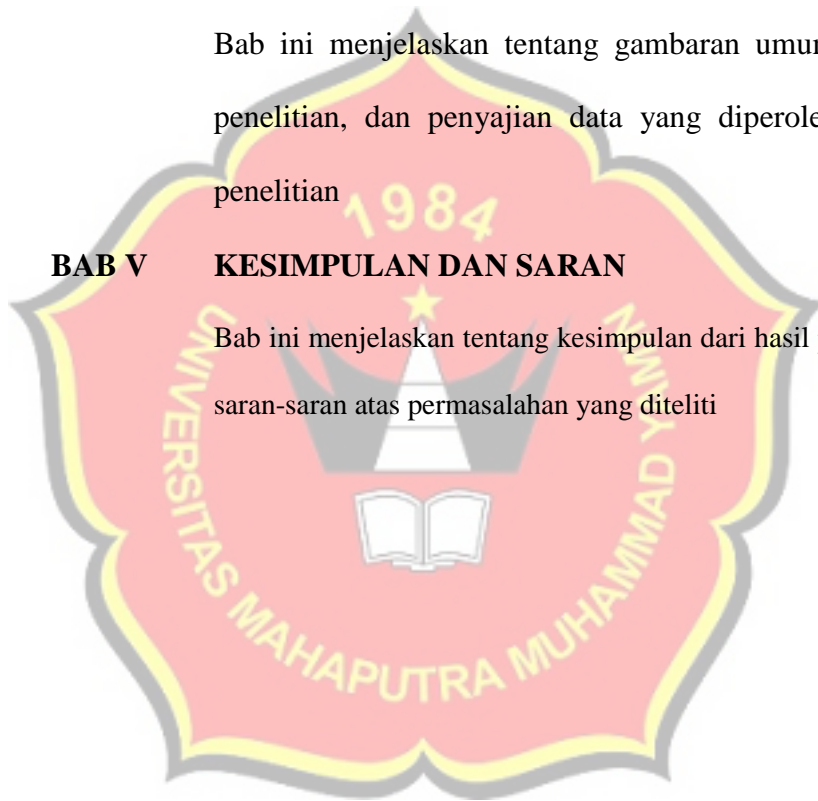 Bab ini menjelaskan tentang gambaran umum
penelitian, dan penyajian data yang
penelitian
1984
BAB V KESIMPULAN DAN SARAN
Bab ini menjelaskan tentang kesimpulan dari hasil
saran-saran atas permasalahan yang diteliti
UNIVERSITAS MAHAPUTRA MUHAMMAD YAMIN